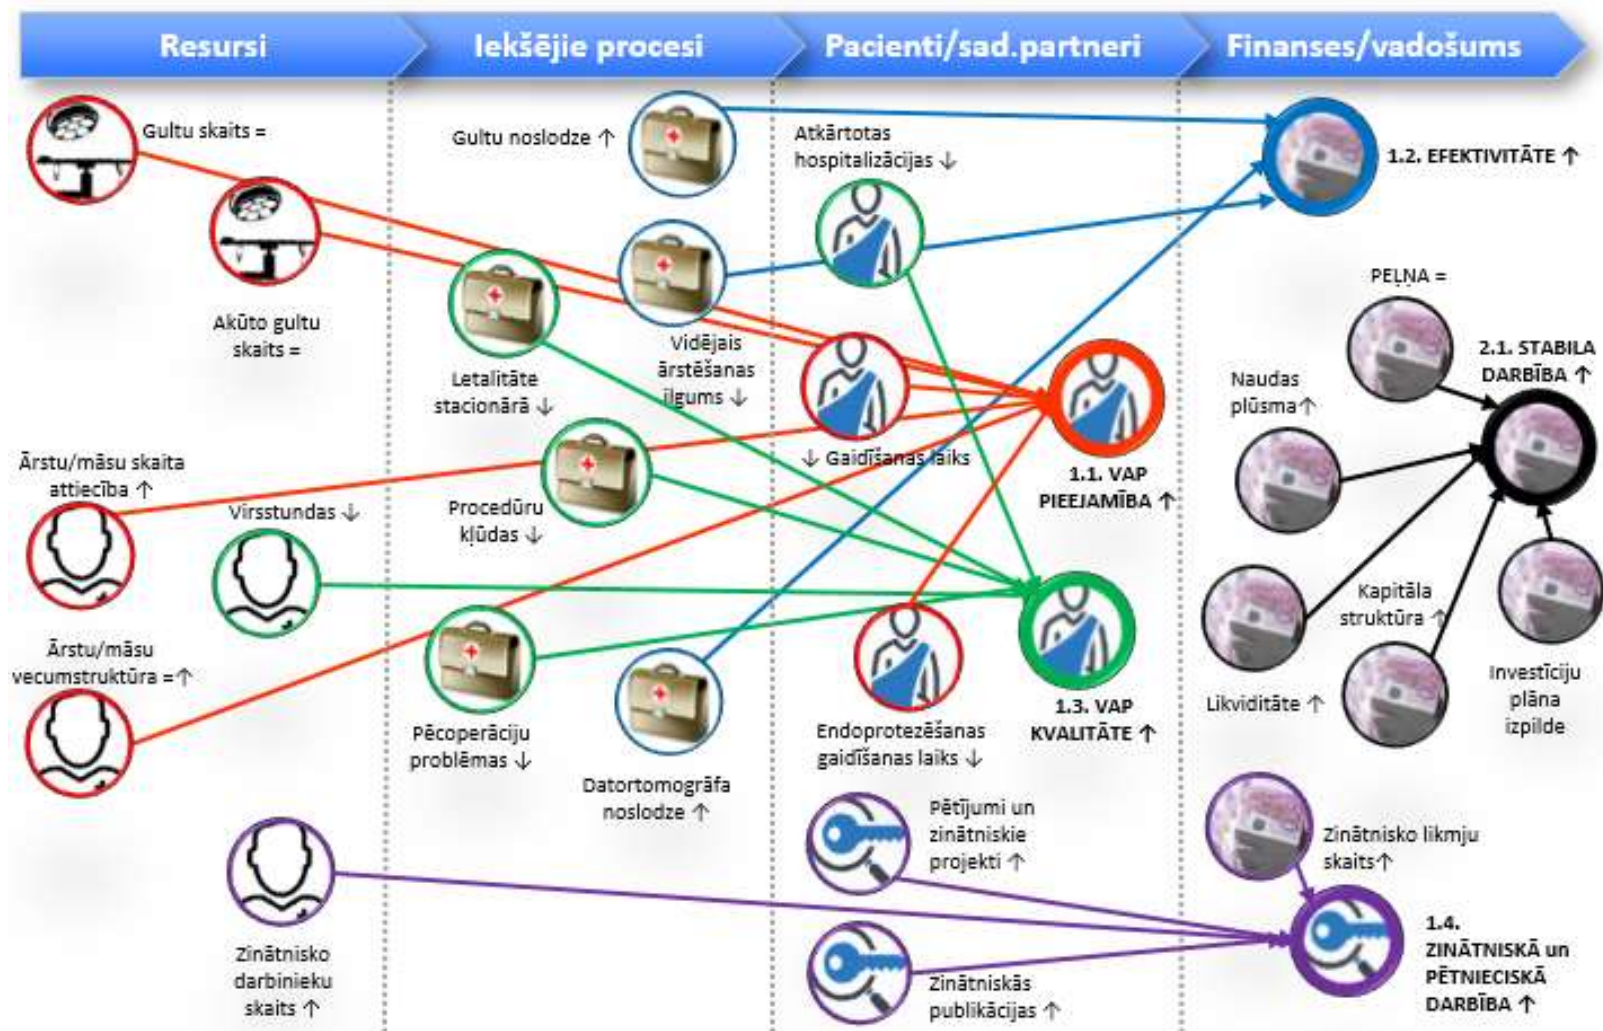 Resursi
Iekšējie procesi
Pacienti/sad.partneri
Finanses/vadošums
Gultu skaits =
Akūto gultu
skaits =
Ārstu/māsu skaita
attiecība ↑
Virsstundas ↓
Ārstu/māsu
vecumstruktūra =↑
Zinātnisko
darbinieku
skaits ↑
Gultu noslodze ↑
Vidējais
ārstēšanas
ilgums ↓
Letalitāte
stacionārā ↓
Procedūru
kļūdas ↓
Pēcoperāciju
problēmas ↓
Datortomogrāfa
noslodze ↑
Atkārtotas
hospitalizācijas ↓
↓ Gaidīšanas laiks
1.1. VAP
PIEEJAMĪBA ↑
1.3. VAP
KVALITĀTE ↑
Endoprotezēšanas
gaidīšanas laiks ↓
Pētījumi un
zinātniskie
projekti ↑
Zinātniskās
publikācijas ↑
1.2. EFEKTIVITĀTE ↑
PEĻŅA =
2.1. STABILA
DARBĪBA ↑
Naudas
plūsma↑
Kapitāla
struktūra ↑
Likviditāte ↑
Investīciju
plāna
izpilde
Zinātnisko likmju
skaits↑
1.4.
ZINĀTNISKĀ un
PĒTNIECISKĀ
DARBĪBA ↑